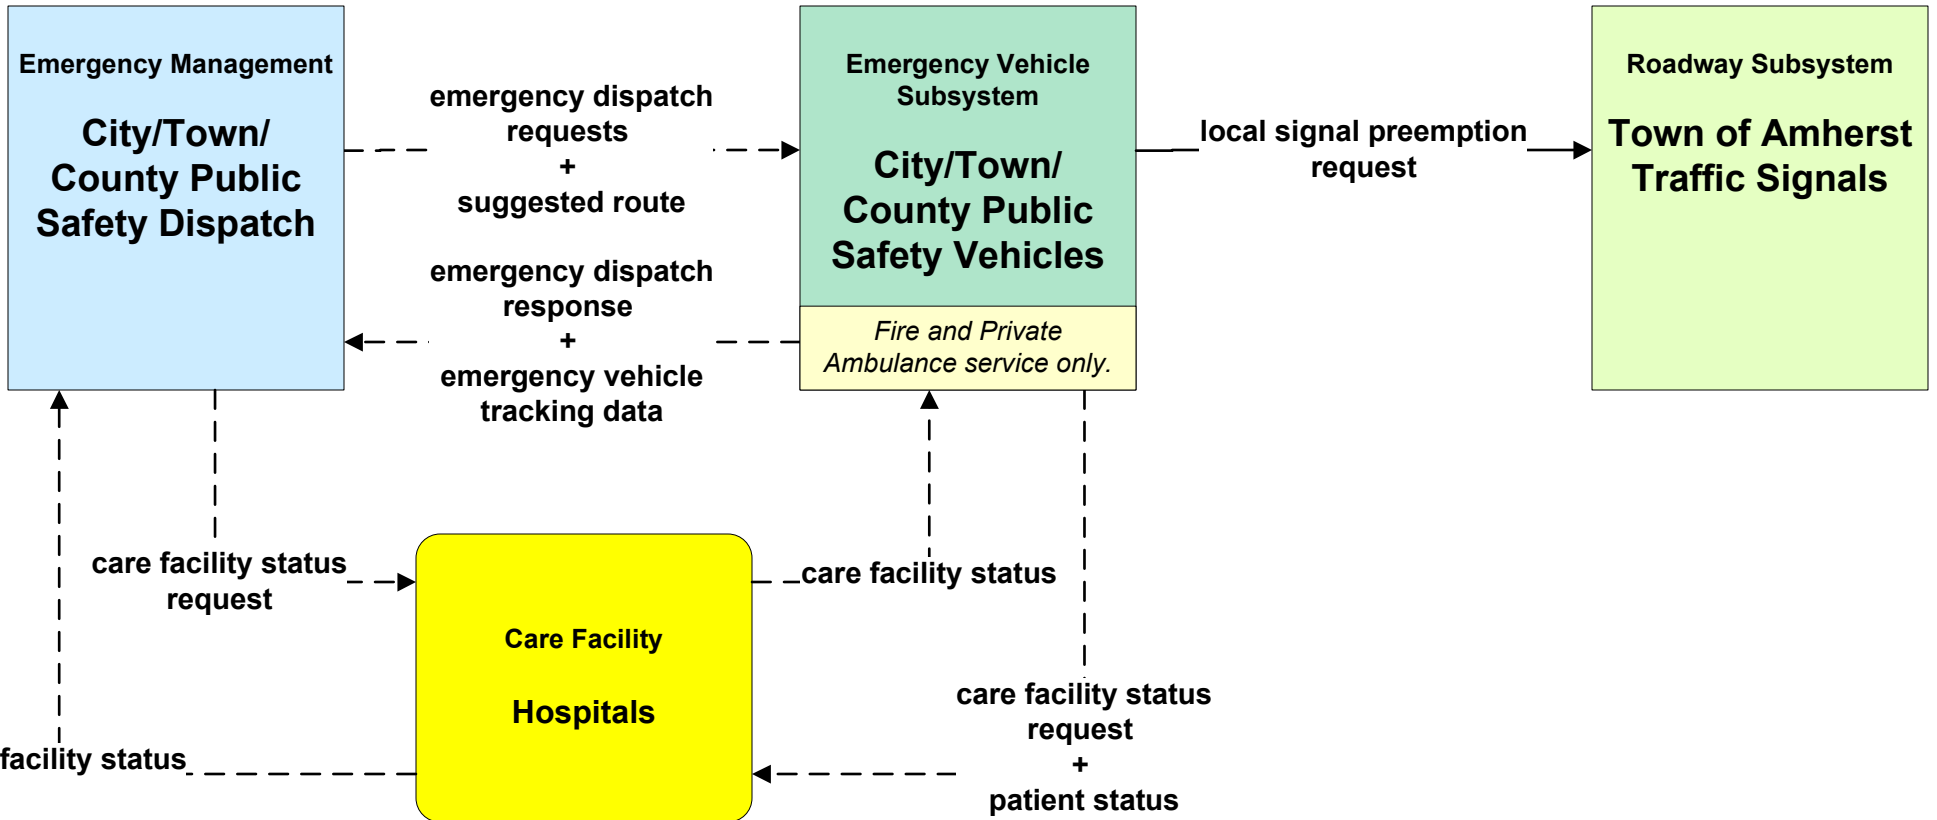 Emergency Management
City/Town/
County Public
Safety Dispatch
emergency dispatch
requests
+
suggested route
emergency dispatch
response
+
emergency vehicle
tracking data
Emergency Vehicle
Subsystem
City/Town/
County Public
Safety Vehicles
Fire and Private
Ambulance service only.
local signal preemption
request
Roadway Subsystem
Town of Amherst
Traffic Signals
care facility status
request
Care Facility
Hospitals
care facility status
facility status
care facility status
request
+
patient status